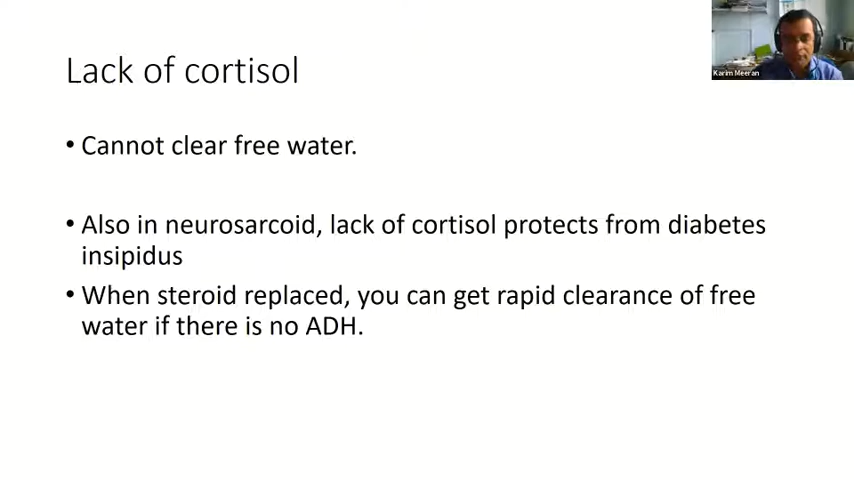 Karim Meeran
Lack of cortisol
• Cannot clear free water.
• Also in neurosarcoid, lack of cortisol protects from diabetes
insipidus
• When steroid replaced, you can get rapid clearance of free
water if there is no ADH.